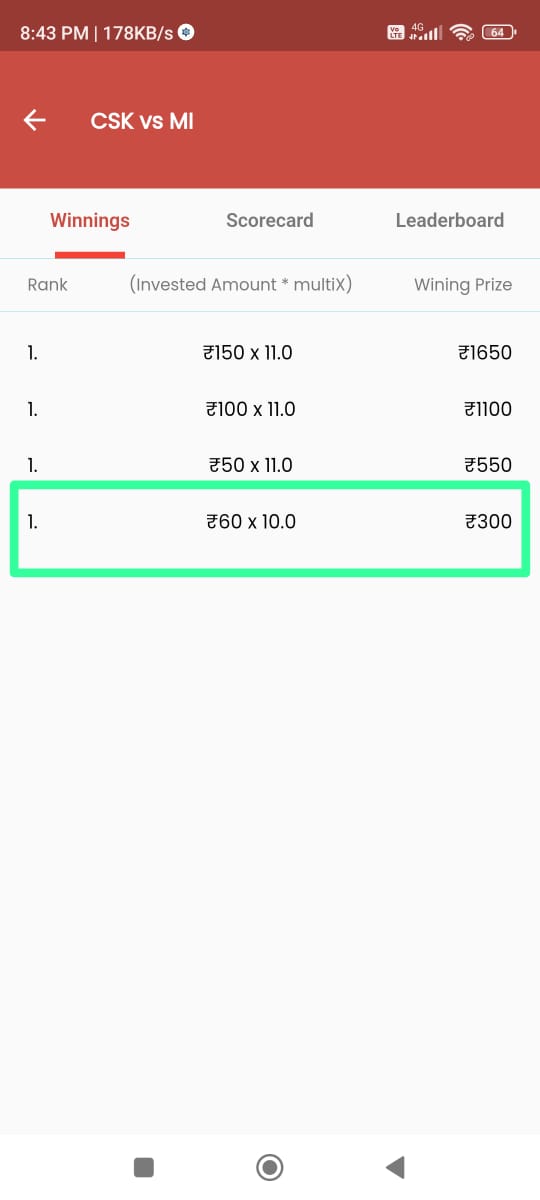 8:43 PM | 178KB/s 4G 64
CSK vs MI
Winnings Scorecard Leaderboard
Rank (Invested Amount * multiX) Wining Prize
1. ₹150 x 11.0 ₹1650
1. ₹100 x 11.0 ₹1100
1. ₹50 x 11.0 ₹550
1. ₹60 x 10.0 ₹300